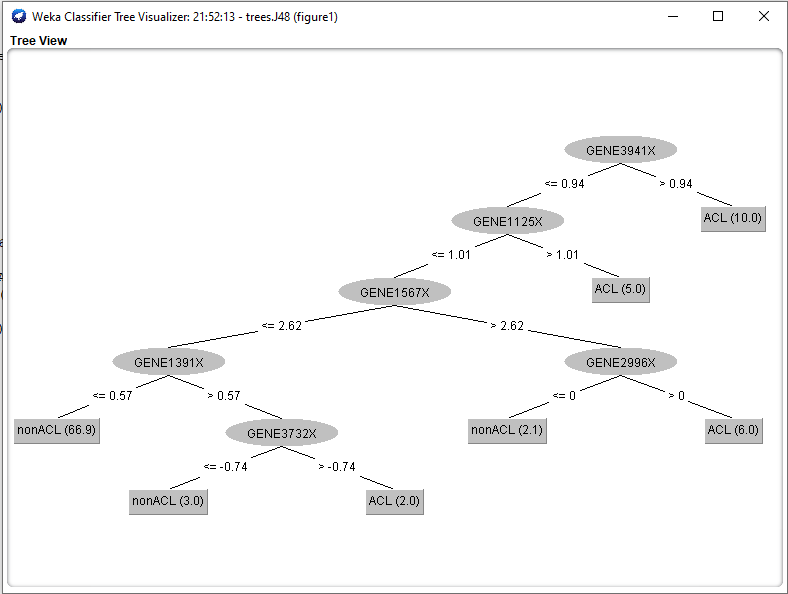 Weka Classifier Tree Visualizer: 21:52:13 - trees.J48 (figure1)
Tree View
GENE3941X
<= 0.94
> 0.94
GENE1125X
ACL (10.0)
<= 1.01
> 1.01
GENE1567X
ACL (5.0)
<= 2.62
> 2.62
GENE1391X
GENE2996X
<= 0.57
> 0.57
<= 0
> 0
nonACL (66.9)
GENE3732X
nonACL (2.1)
ACL (6.0)
<= -0.74
> -0.74
nonACL (3.0)
ACL (2.0)